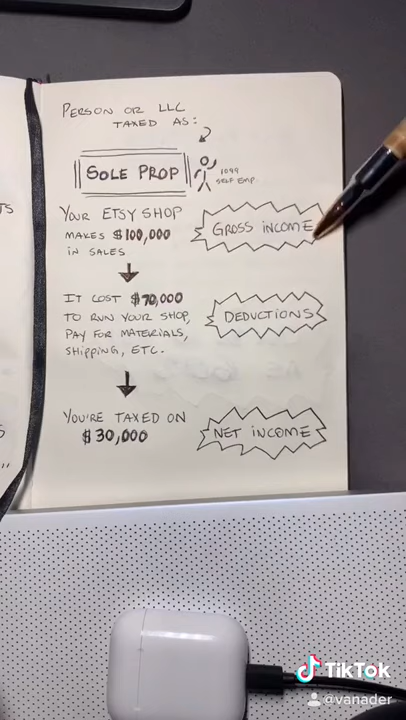 PERSON OR LLC
TAXED AS:
SOLE PROP
1099
SELF EMP.
YOUR ETSY SHOP
MAKES $100,000
IN SALES
GROSS INCOME
IT COST $70,000
TO RUN YOUR SHOP,
PAY FOR MATERIALS,
SHIPPING, ETC.
DEDUCTIONS
YOU'RE TAXED ON
$30,000
NET INCOME
TikTok
@vanader